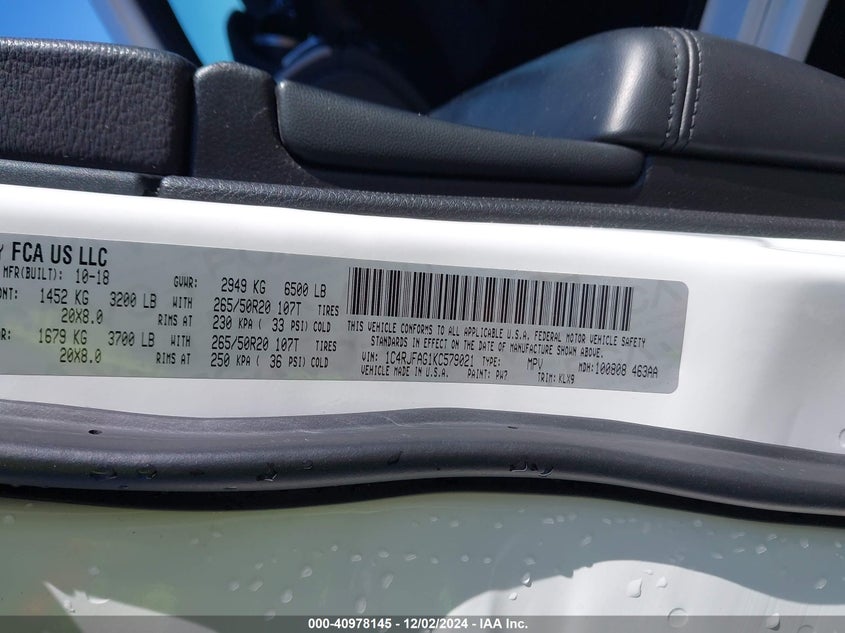 FCA US LLC
MFR(BUILT): 10-18 GVWR: 2949 KG 6500 LB
ONT: 1452 KG 3200 LB WITH 265/50R20 107T TIRES
20X8.0 RIMS AT 230 KPA ( 33 PSI) COLD
AR: 1679 KG 3700 LB WITH 265/50R20 107T TIRES
20X8.0 RIMS AT 250 KPA ( 36 PSI) COLD
THIS VEHICLE CONFORMS TO ALL APPLICABLE U.S.A. FEDERAL MOTOR VEHICLE SAFETY
STANDARDS IN EFFECT ON THE DATE OF MANUFACTURE SHOWN ABOVE.
VIN: 1C4RJFAG1KC579021 TYPE: MPV MDH:100808 463AA
VEHICLE MADE IN U.S.A. PAINT: PW7 TRIM: KLX9
000-40978145 - 12/02/2024 - IAA Inc.